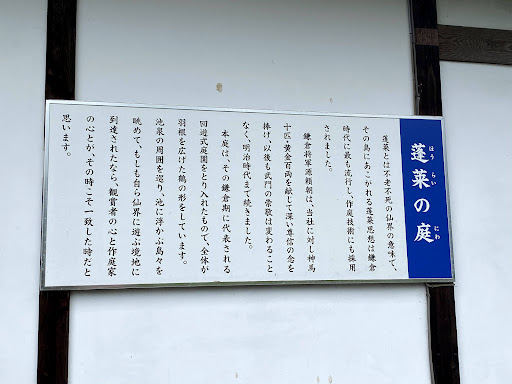 蓬莱の庭
ほうらい にわ
蓬莱とは不老不死の仙界の意味で、
その島にあこがれる蓬莱思想は鎌倉
時代に最も流行し、作庭技術にも採用
されました。
鎌倉将軍源頼朝は、当社に対し神馬
十匹・黄金百両を献じて深い尊信の念を
捧げ、以後も武門の崇敬は変わること
なく、明治時代まで続きました。
本庭は、その鎌倉期に代表される
回遊式庭園をとり入れたもので、全体が
羽根を広げた鶴の形をしています。
池泉の周囲を巡り、池に浮かぶ島々を
眺めて、もしも自ら仙界に遊ぶ境地に
到達されたなら、観賞者の心と作庭家
の心とが、その時こそ一致した時だと
思います。